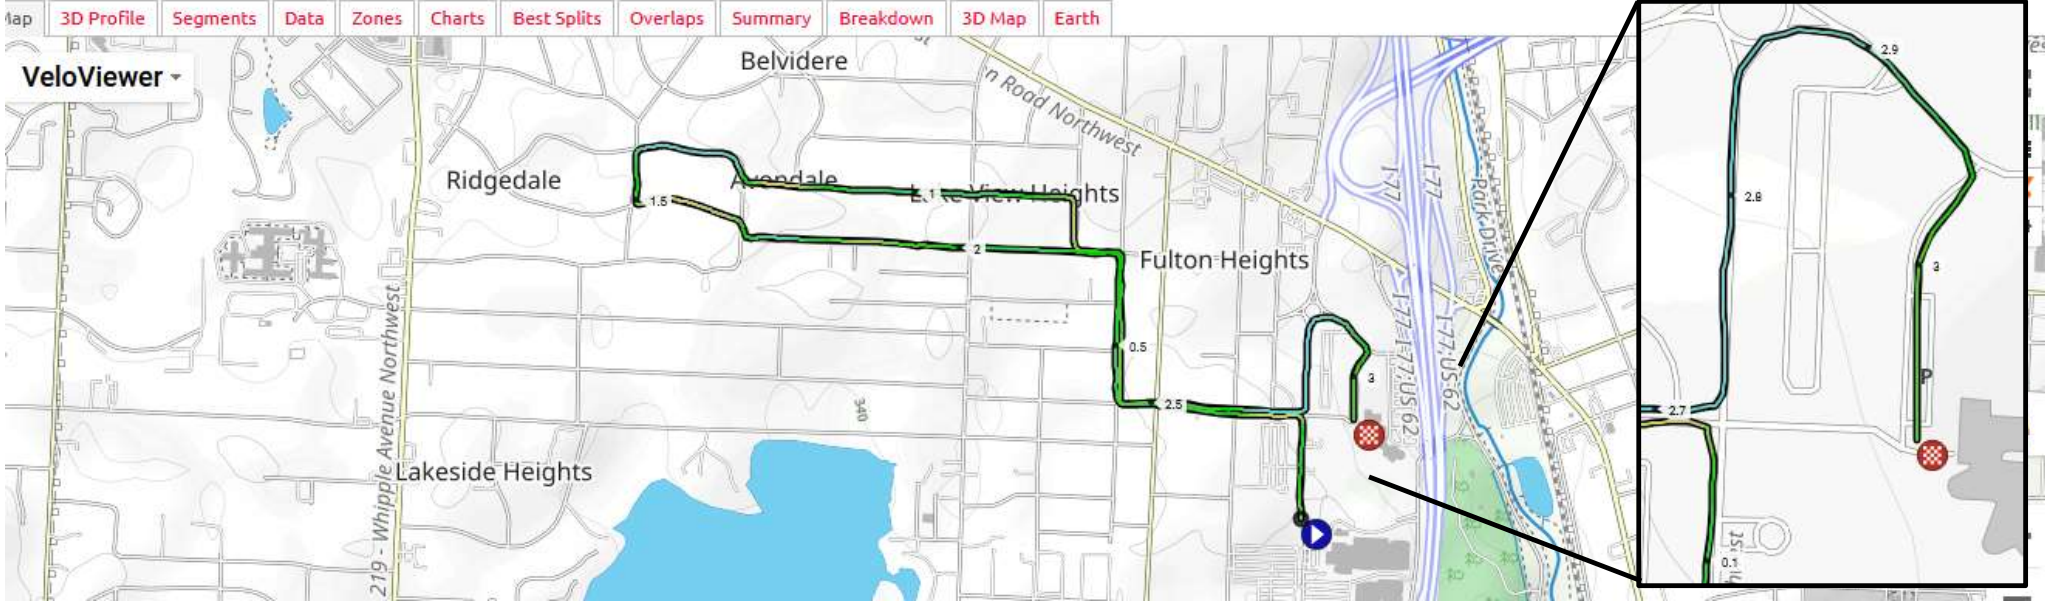 3D Profile Segments Data Zones Charts Best Splits Overlaps Summary Breakdown 3D Map Earth
VeloViewer
Belvidere
n Road Northwest
Ridgedale
Avondale
Lake View Heights
1
1.5
2
Fulton Heights
I-77
I-77
Park Drive
0.5
2.5
3
I-77
I-77;US 62
I-77;US 62
340
219 - Whipple Avenue Northwest
Lakeside Heights
2.9
2.8
3
P
2.7
0.1